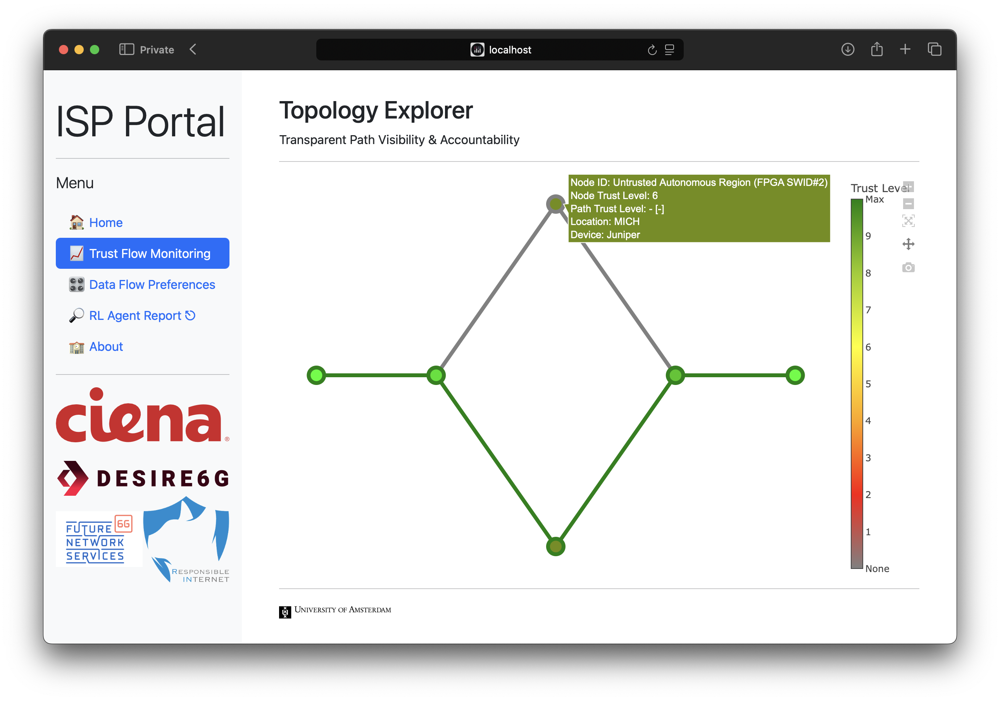 Private
localhost
ISP Portal
Menu
Home
Trust Flow Monitoring
Data Flow Preferences
RL Agent Report
About
ciena®
DESIRE6G
FUTURE 6G
NETWORK
SERVICES
RESPONSIBLE
INTERNET
Topology Explorer
Transparent Path Visibility & Accountability
Node ID: Untrusted Autonomous Region (FPGA SWID#2)
Node Trust Level: 6
Path Trust Level: - [-]
Location: MICH
Device: Juniper
Trust Level
Max
9
8
7
6
5
4
3
2
1
None
UNIVERSITY OF AMSTERDAM